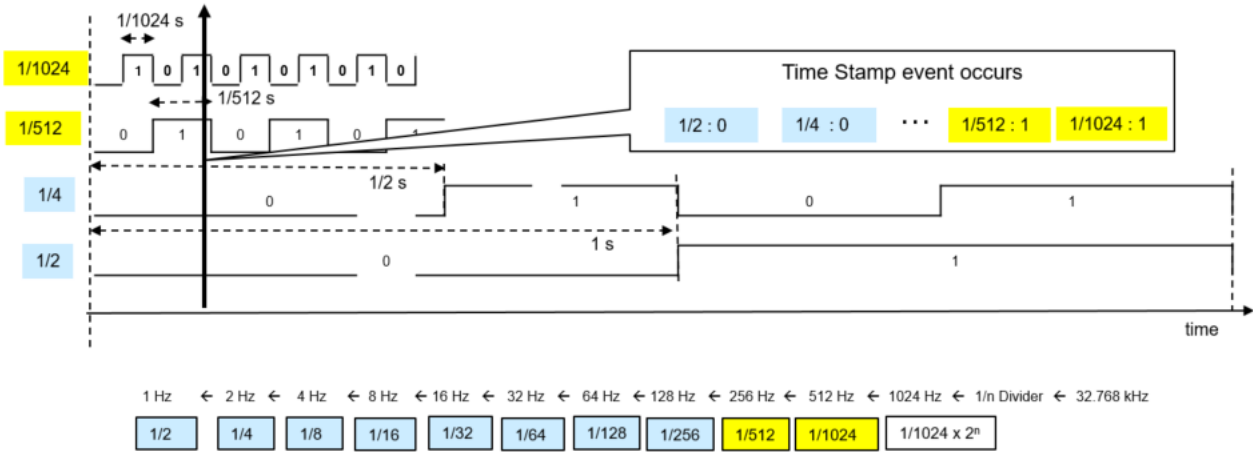 1/1024 s
1/1024
1 0 1 0 1 0 1 0 1 0
1/512 s
1/512
0 1 0 1 0 1
Time Stamp event occurs
1/2 : 0 1/4 : 0 ... 1/512 : 1 1/1024 : 1
1/2 s
1/4
0 1 0 1
1 s
1/2
0 1
time
1 Hz ← 2 Hz ← 4 Hz ← 8 Hz ← 16 Hz ← 32 Hz ← 64 Hz ← 128 Hz ← 256 Hz ← 512 Hz ← 1024 Hz ← 1/n Divider ← 32.768 kHz
1/2 1/4 1/8 1/16 1/32 1/64 1/128 1/256 1/512 1/1024 1/1024 x 2ⁿ